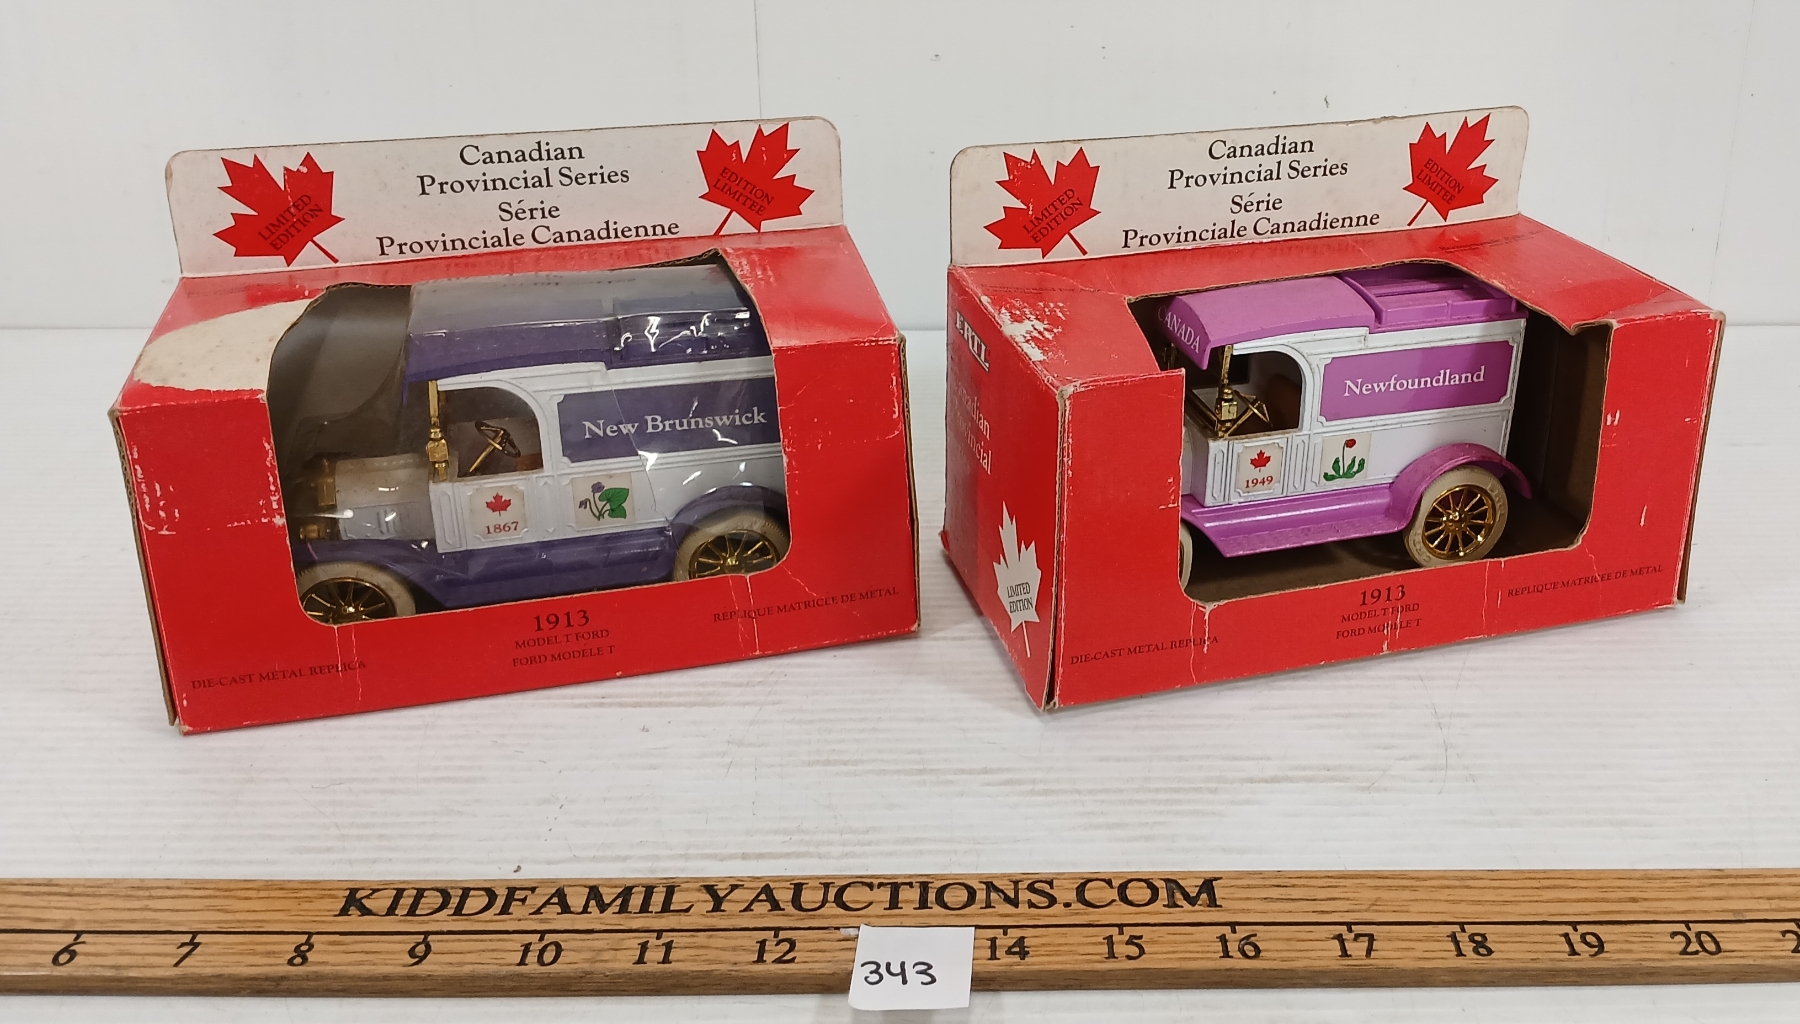 Canadian
Provincial Series
Série
Provinciale Canadienne
LIMITED
EDITION
EDITION
LIMITEE
New Brunswick
1867
1913
MODEL T FORD
FORD MODELE T
DIE-CAST METAL REPLICA
REPLIQUE MATRICEE DE METAL
Canadian
Provincial Series
Série
Provinciale Canadienne
LIMITED
EDITION
EDITION
LIMITEE
ERTL
Canadian
Provincial
LIMITED
EDITION
CANADA
Newfoundland
1949
1913
MODEL T FORD
FORD MODELE T
DIE-CAST METAL REPLICA
REPLIQUE MATRICEE DE METAL
KIDDFAMILYAUCTIONS.COM
6 7 8 9 10 11 12 14 15 16 17 18 19 20
343